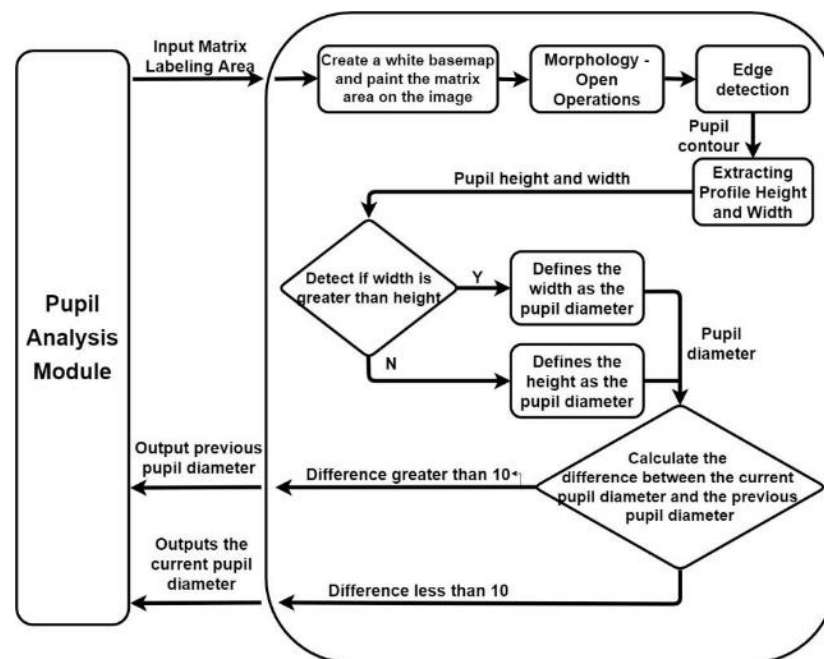 Pupil
Analysis
Module
Input Matrix
Labeling Area
Create a white basemap
and paint the matrix
area on the image
Morphology -
Open
Operations
Edge
detection
Pupil
contour
Extracting
Profile Height
and Width
Pupil height and width
Detect if width is
greater than height
Y
Defines the
width as the
pupil diameter
N
Defines the
height as the
pupil diameter
Pupil
diameter
Calculate the
difference between the current
pupil diameter and the previous
pupil diameter
Difference greater than 10
Output previous
pupil diameter
Difference less than 10
Outputs the
current pupil
diameter